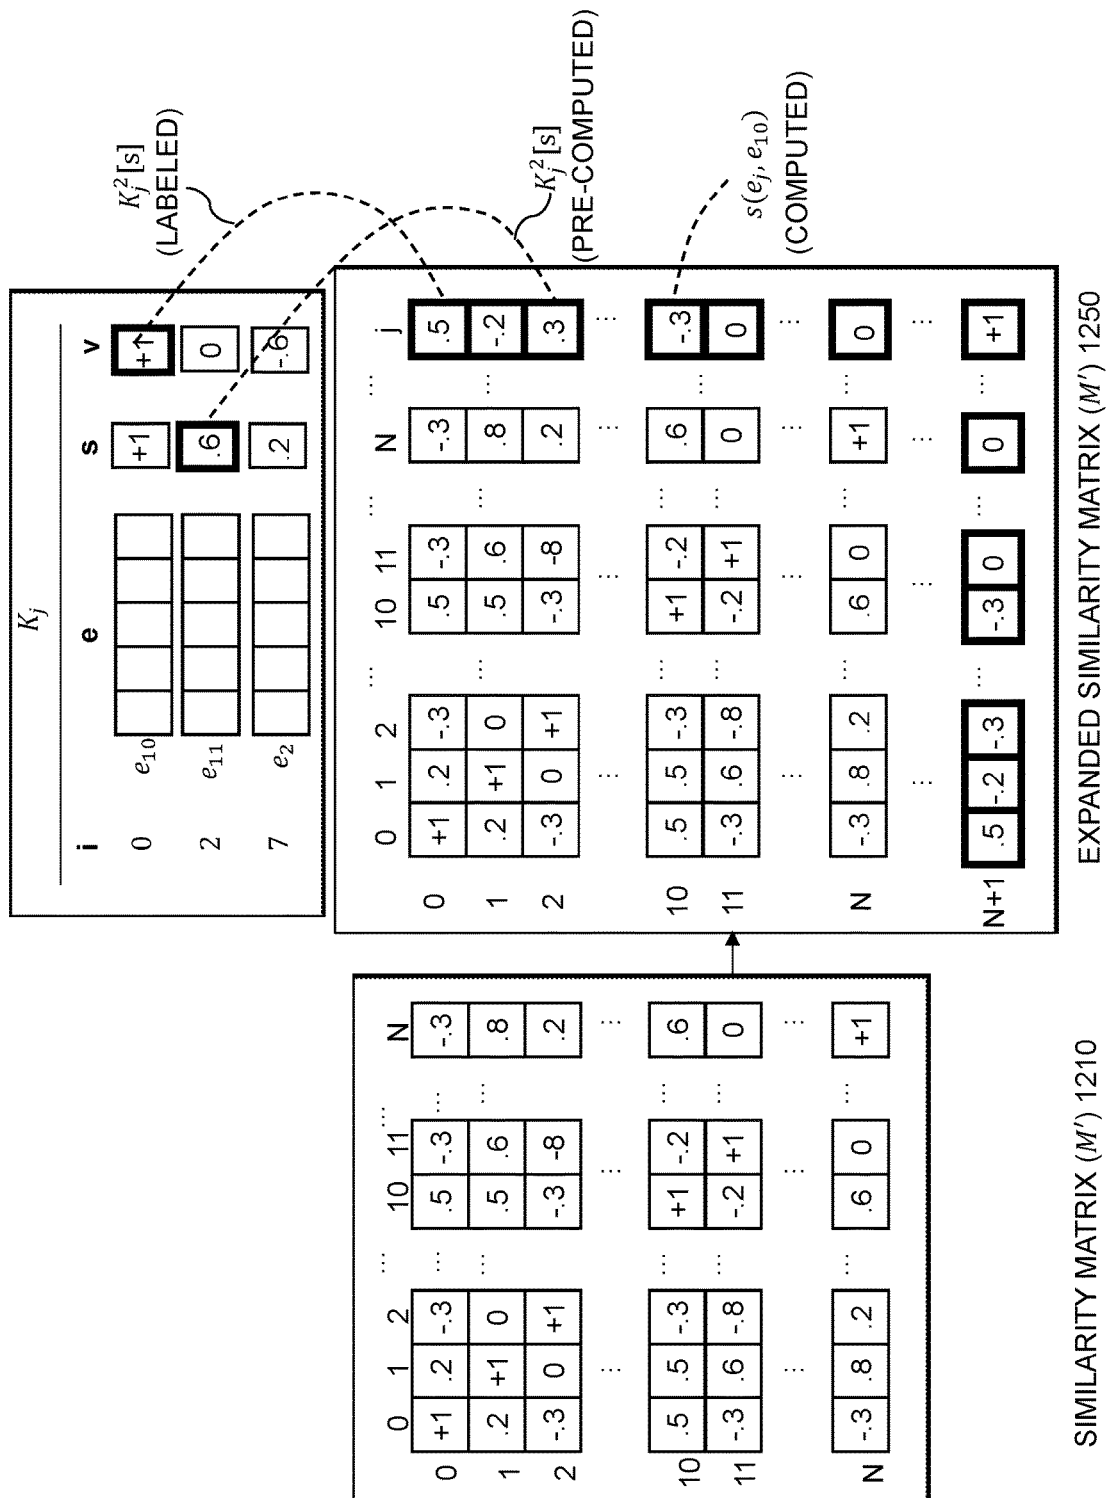 K_j
i e s v
0 e_10 +1 +1
2 e_11 .6 0
7 e_2 .2 -.6
K_j^2[s]
(LABELED)
K_j^2[s]
(PRE-COMPUTED)
s(e_j, e_10)
(COMPUTED)
0 1 2 ... 10 11 ... N
0 +1 .2 -.3 ... .5 -.3 ... -.3
1 .2 +1 0 ... .5 .6 ... .8
2 -.3 0 +1 -.3 -8 .2
... ... ...
10 .5 .5 -.3 ... +1 -.2 ... .6
11 -.3 .6 -.8 ... -.2 +1 ... 0
... ... ...
N -.3 .8 .2 ... .6 0 ... +1
SIMILARITY MATRIX (M′) 1210
0 1 2 ... 10 11 ... N ... j
0 +1 .2 -.3 .5 -.3 -.3 .5
1 .2 +1 0 ... .5 .6 ... .8 ... -.2
2 -.3 0 +1 -.3 -8 .2 .3
... ... ...
10 .5 .5 -.3 ... +1 -.2 ... .6 ... -.3
11 -.3 .6 -.8 ... -.2 +1 ... 0 ... 0
... ... ...
N -.3 .8 .2 ... .6 0 ... +1 ... 0
... ... ... ...
N+1 .5 -.2 -.3 ... -.3 0 ... 0 ... +1
EXPANDED SIMILARITY MATRIX (M′) 1250